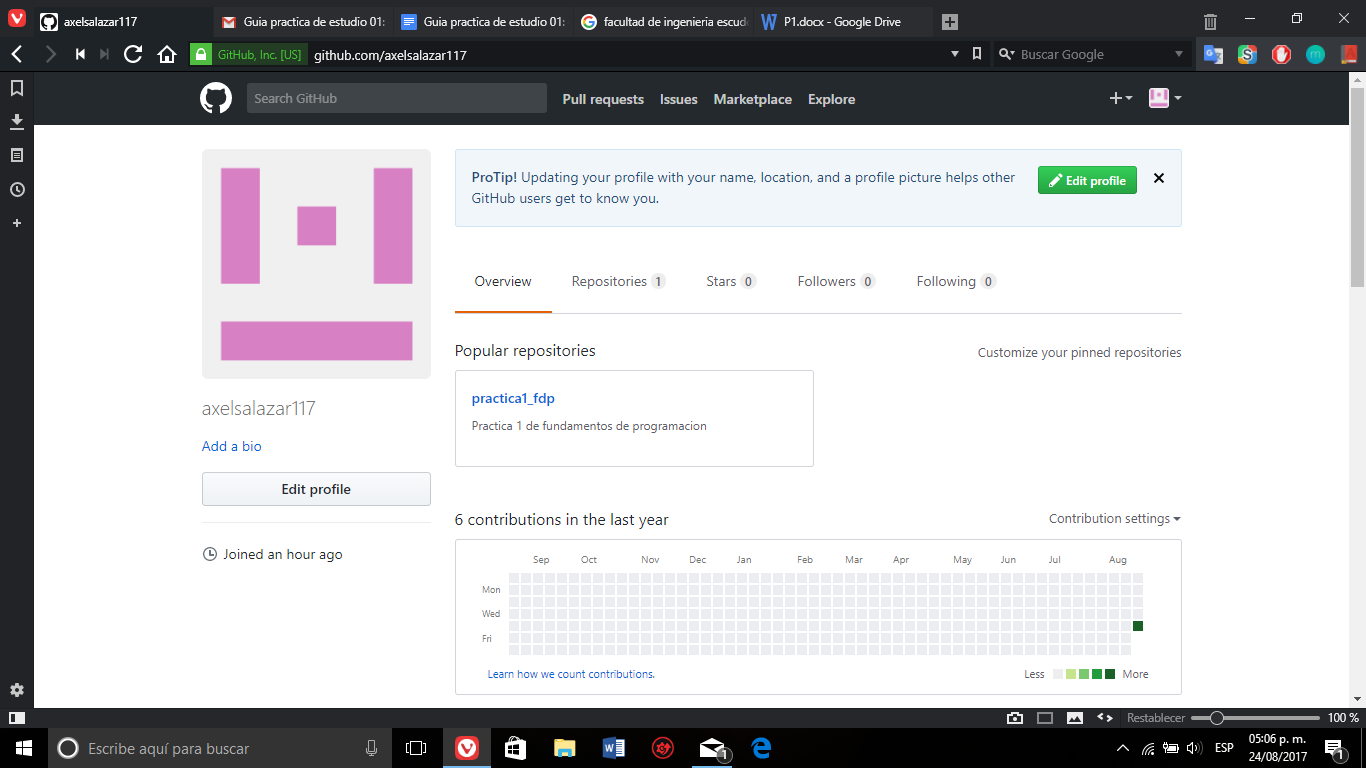 axelsalazar117
Guia practica de estudio 01:
Guia practica de estudio 01:
facultad de ingenieria escud
P1.docx - Google Drive
GitHub, Inc. [US]
github.com/axelsalazar117
Buscar Google
Search GitHub
Pull requests
Issues
Marketplace
Explore
ProTip! Updating your profile with your name, location, and a profile picture helps other
GitHub users get to know you.
Edit profile
Overview
Repositories 1
Stars 0
Followers 0
Following 0
Popular repositories
Customize your pinned repositories
practica1_fdp
Practica 1 de fundamentos de programacion
axelsalazar117
Add a bio
Edit profile
Joined an hour ago
6 contributions in the last year
Contribution settings
Sep Oct Nov Dec Jan Feb Mar Apr May Jun Jul Aug
Mon
Wed
Fri
Learn how we count contributions.
Less
More
Restablecer
100 %
Escribe aquí para buscar
1
ESP
05:06 p. m.
24/08/2017
1